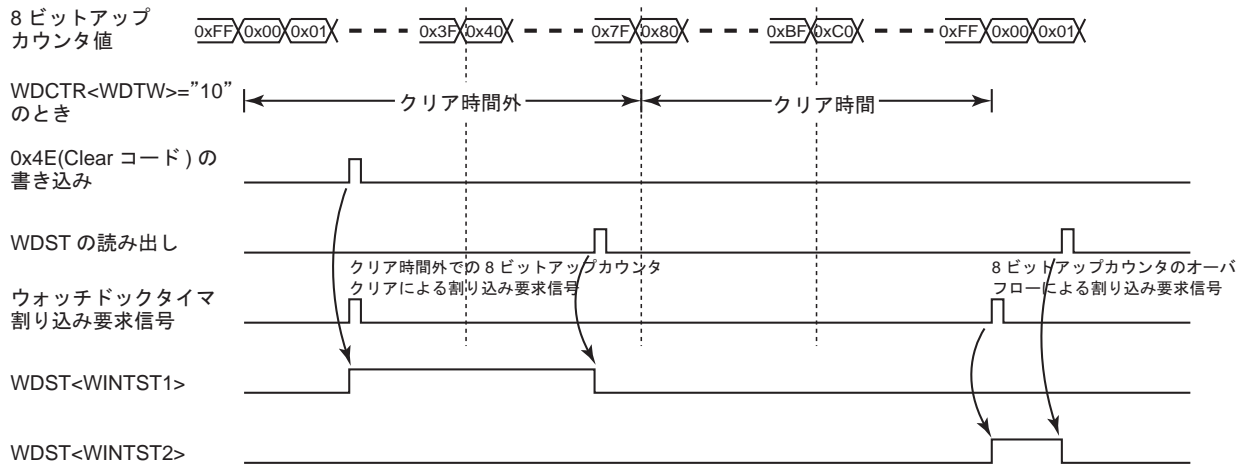 8 ビットアップ
カウンタ値
0xFF 0x00 0x01 0x3F 0x40 0x7F 0x80 0xBF 0xC0 0xFF 0x00 0x01
WDCTR<WDTW>=”10”
のとき
クリア時間外 クリア時間
0x4E(Clear コード ) の
書き込み
WDST の読み出し
クリア時間外での 8 ビットアップカウンタ
クリアによる割り込み要求信号
8 ビットアップカウンタのオーバ
フローによる割り込み要求信号
ウォッチドックタイマ
割り込み要求信号
WDST<WINTST1>
WDST<WINTST2>